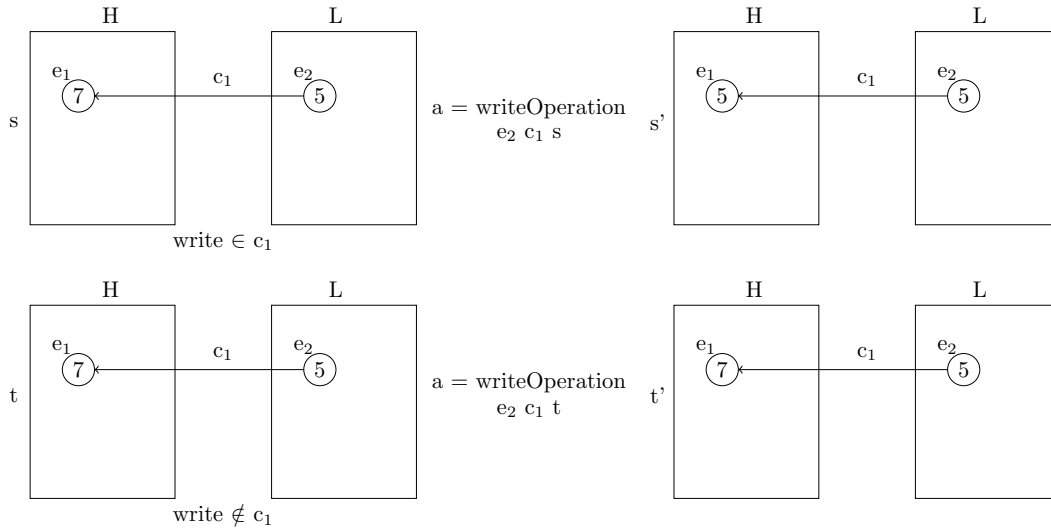 H L H L
e₁ c₁ e₂ e₁ c₁ e₂
7 5 5 5
s a = writeOperation s'
e₂ c₁ s
write ∈ c₁
H L H L
e₁ c₁ e₂ e₁ c₁ e₂
7 5 7 5
t a = writeOperation t'
e₂ c₁ t
write ∉ c₁